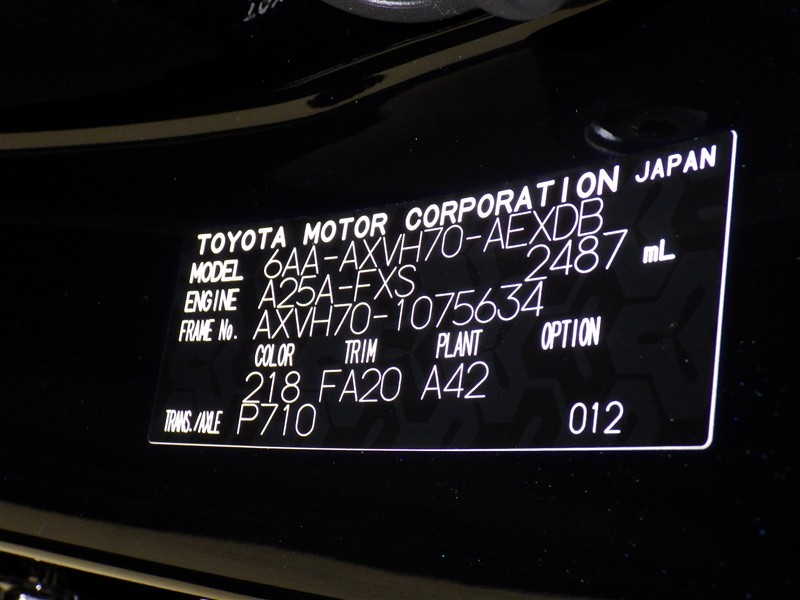 TOYOTA MOTOR CORPORATION JAPAN
MODEL 6AA-AXVH70-AEXDB
ENGINE A25A-FXS 2487 mL
FRAME No. AXVH70-1075634
COLOR TRIM PLANT OPTION
218 FA20 A42
TRANS./AXLE P710 012